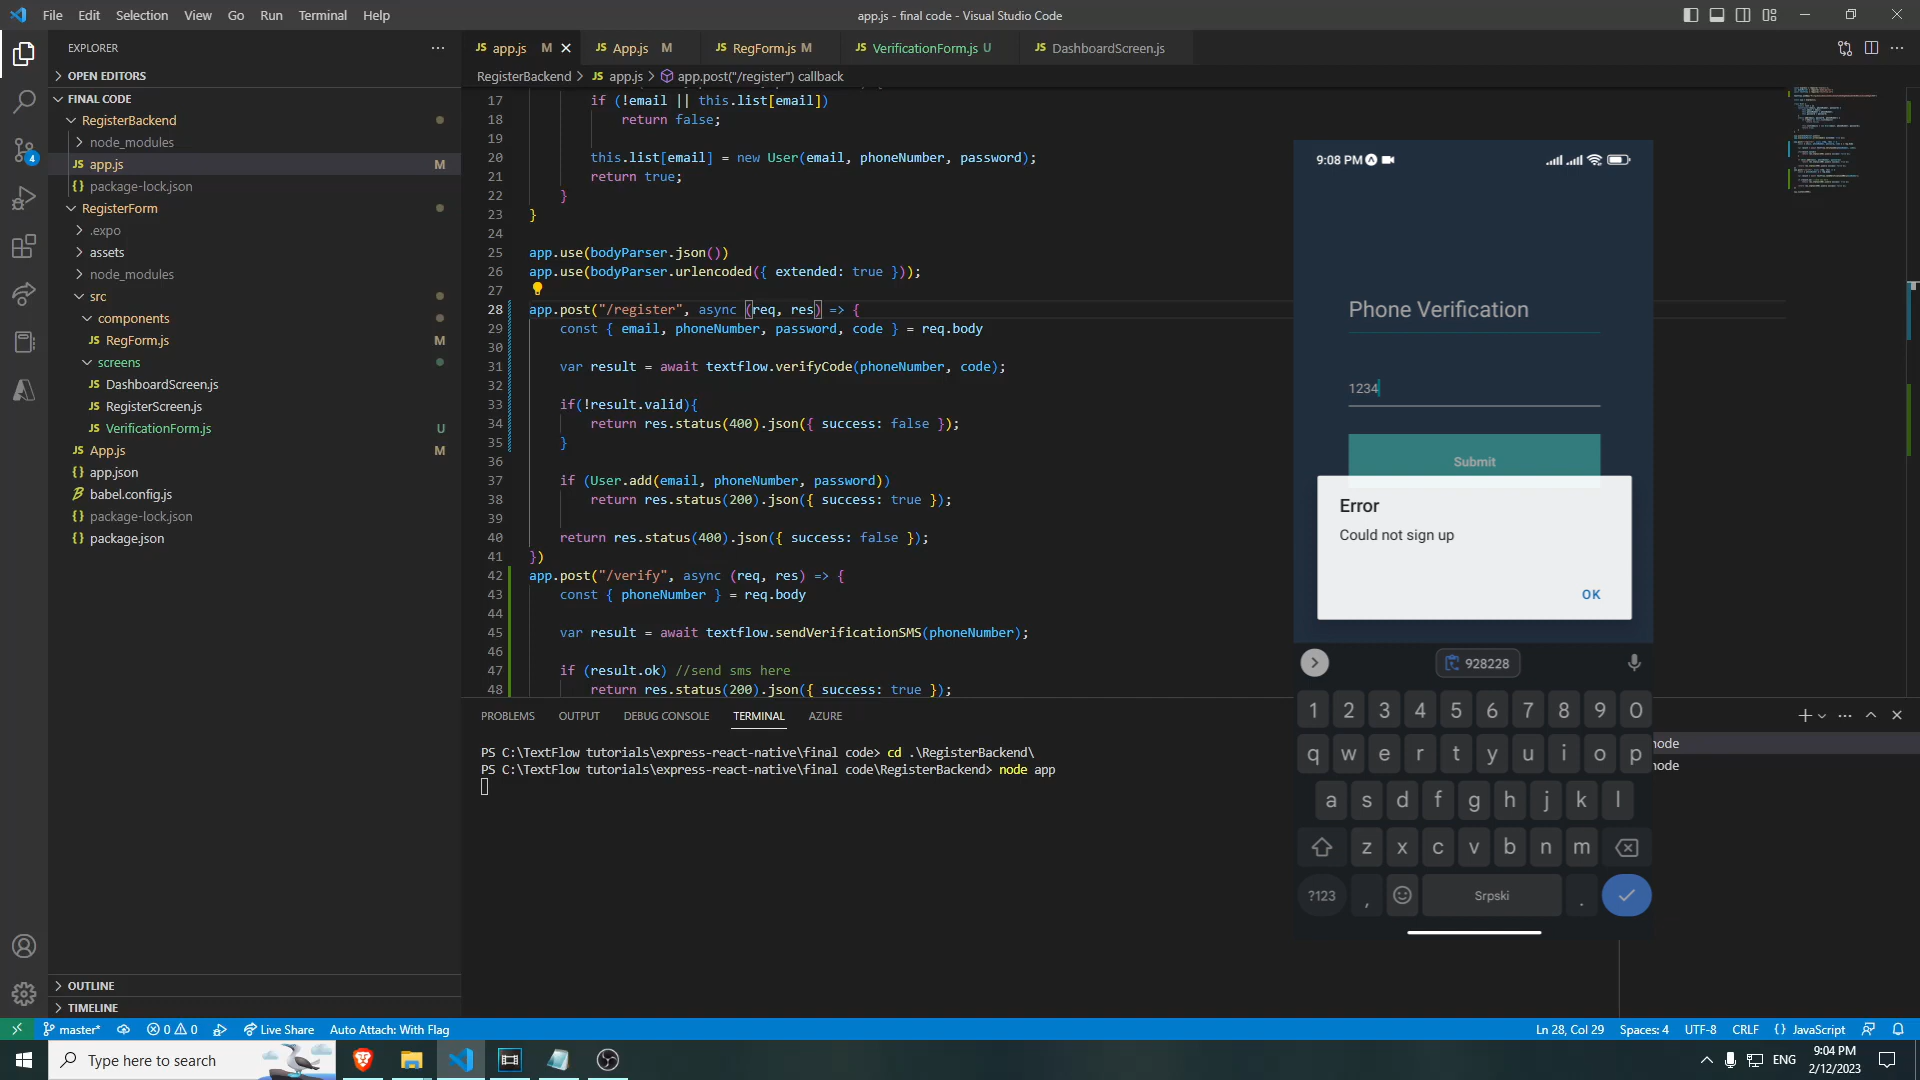 File Edit Selection View Go Run Terminal Help
app.js - final code - Visual Studio Code
EXPLORER
OPEN EDITORS
FINAL CODE
RegisterBackend
node_modules
JS app.js M
{} package-lock.json
RegisterForm
.expo
assets
node_modules
src
components
JS RegForm.js M
screens
JS DashboardScreen.js
JS RegisterScreen.js
JS VerificationForm.js U
JS App.js M
{} app.json
babel.config.js
{} package-lock.json
{} package.json
OUTLINE
TIMELINE
4
JS app.js M JS App.js M JS RegForm.js M JS VerificationForm.js U JS DashboardScreen.js
RegisterBackend > JS app.js > app.post("/register") callback
17 if (!email || this.list[email])
18 return false;
19
20 this.list[email] = new User(email, phoneNumber, password);
21 return true;
22 }
23 }
24
25 app.use(bodyParser.json())
26 app.use(bodyParser.urlencoded({ extended: true }));
27
28 app.post("/register", async (req, res) => {
29 const { email, phoneNumber, password, code } = req.body
30
31 var result = await textflow.verifyCode(phoneNumber, code);
32
33 if(!result.valid){
34 return res.status(400).json({ success: false });
35 }
36
37 if (User.add(email, phoneNumber, password))
38 return res.status(200).json({ success: true });
39
40 return res.status(400).json({ success: false });
41 })
42 app.post("/verify", async (req, res) => {
43 const { phoneNumber } = req.body
44
45 var result = await textflow.sendVerificationSMS(phoneNumber);
46
47 if (result.ok) //send sms here
48 return res.status(200).json({ success: true });
PROBLEMS OUTPUT DEBUG CONSOLE TERMINAL AZURE
PS C:\TextFlow tutorials\express-react-native\final code> cd .\RegisterBackend\
PS C:\TextFlow tutorials\express-react-native\final code\RegisterBackend> node app
node
node
9:08 PM
Phone Verification
1234
Submit
Error
Could not sign up
OK
928228
1 2 3 4 5 6 7 8 9 0
q w e r t y u i o p
a s d f g h j k l
z x c v b n m
?123 , Srpski .
master* 0 0 Live Share Auto Attach: With Flag
Ln 28, Col 29 Spaces: 4 UTF-8 CRLF {} JavaScript
Type here to search
ENG
9:04 PM
2/12/2023